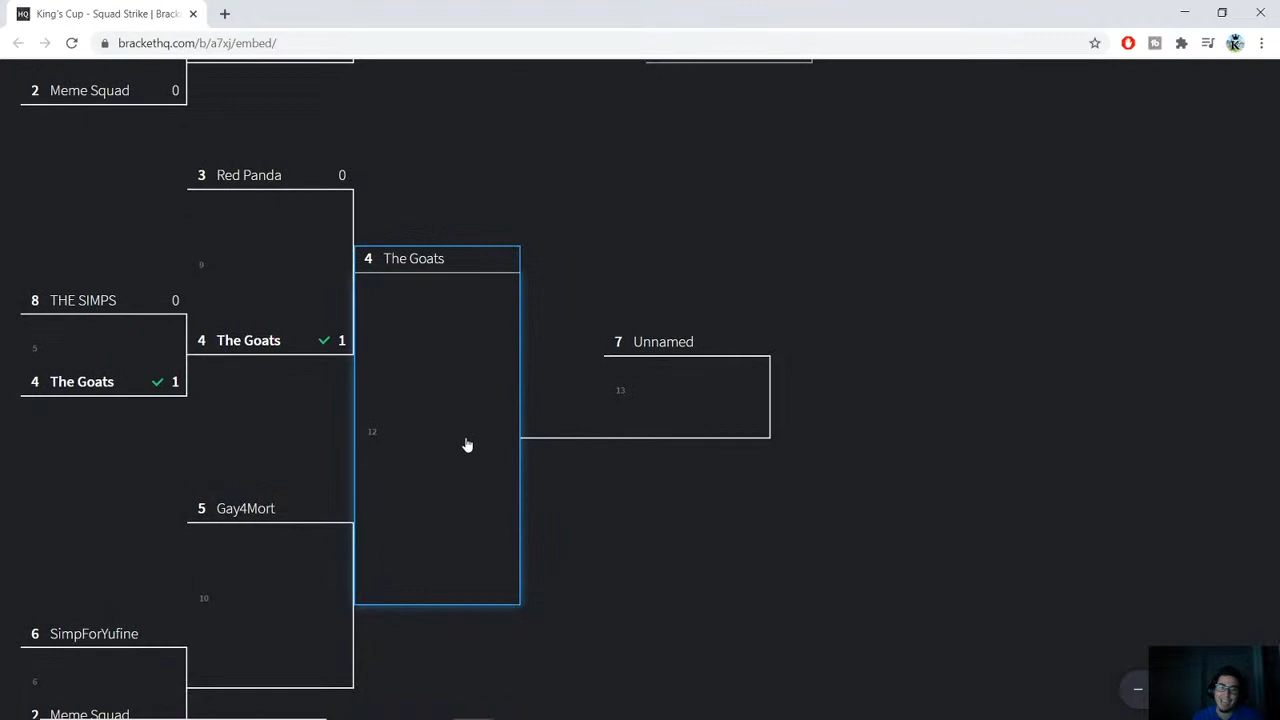 King's Cup - Squad Strike | Brack
brackethq.com/b/a7xj/embed/
2 Meme Squad 0
3 Red Panda 0
9
4 The Goats
8 THE SIMPS 0
4 The Goats 1
7 Unnamed
5
13
4 The Goats 1
12
5 Gay4Mort
10
6 SimpForYufine
6
2 Meme Squad